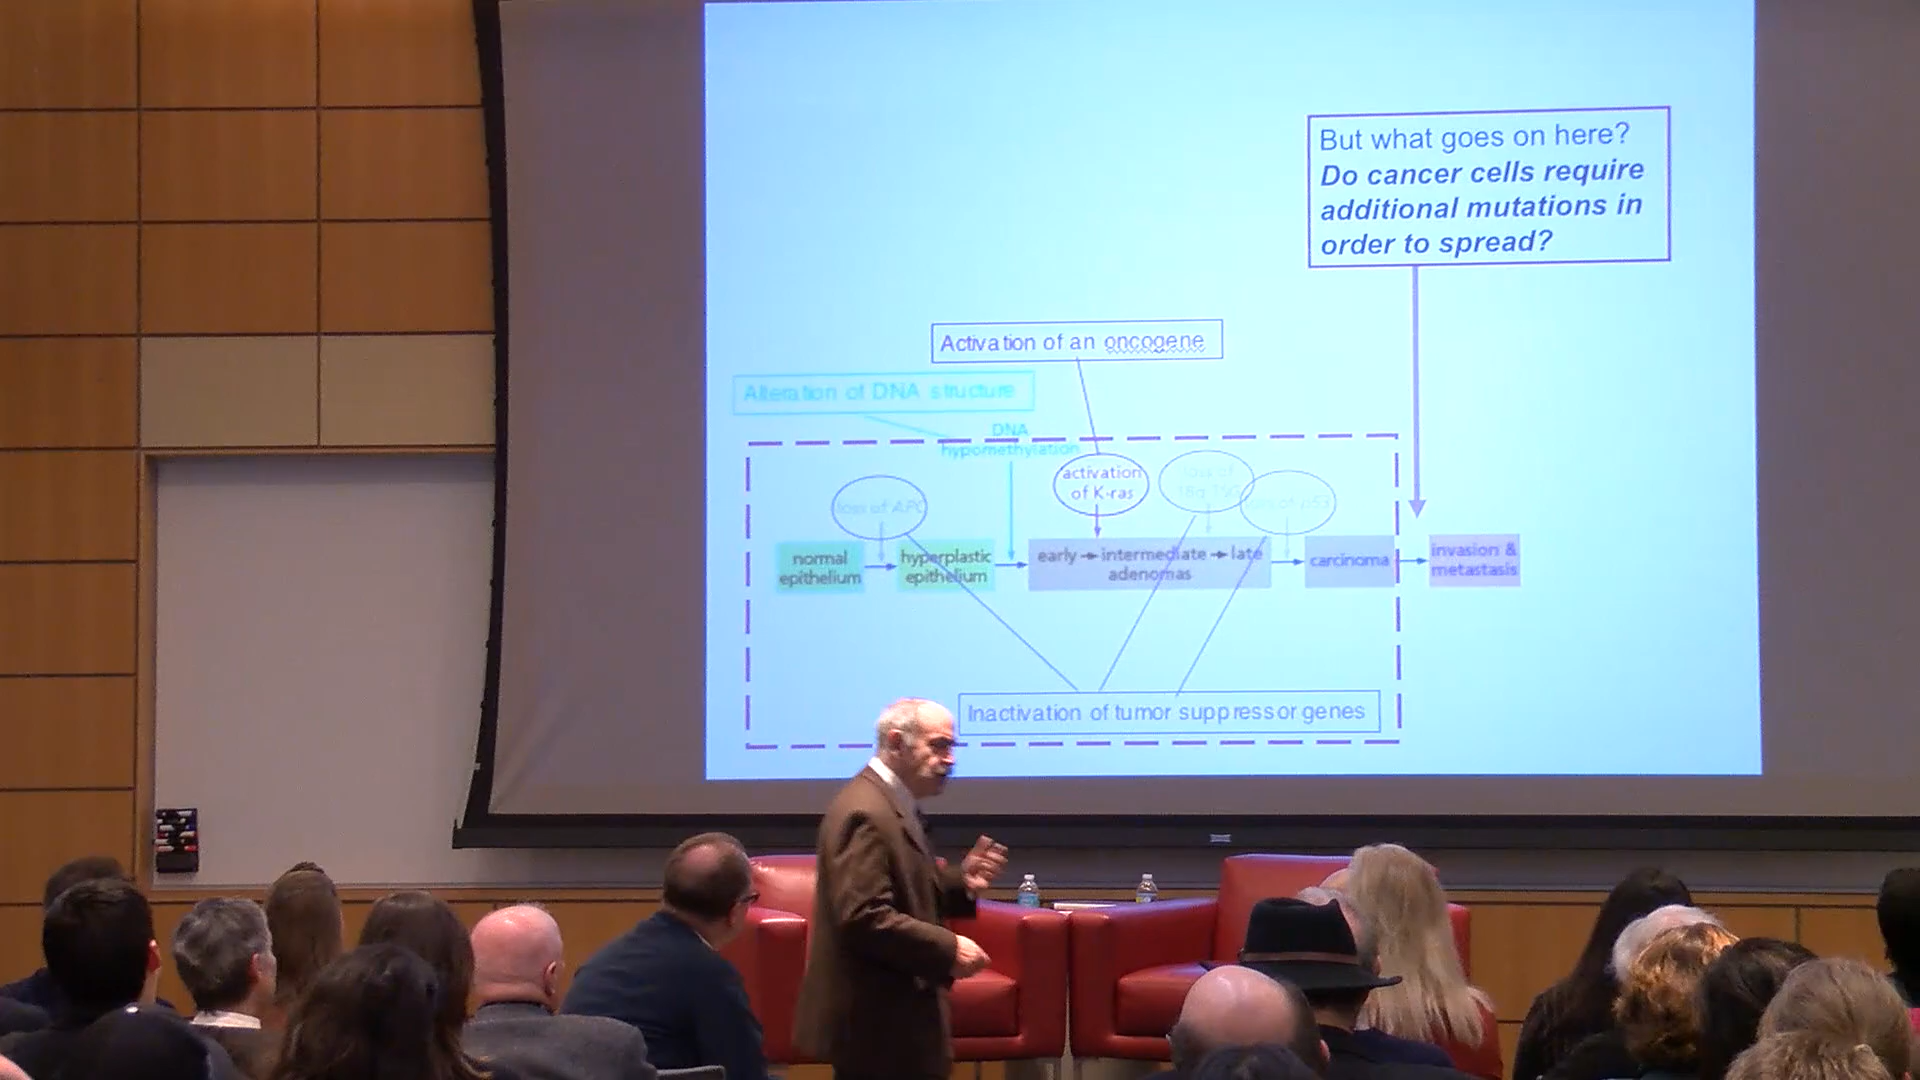 But what goes on here?
Do cancer cells require
additional mutations in
order to spread?
Activation of an oncogene
Alteration of DNA structure
DNA
hypomethylation
activation
of K-ras
loss of
18q TSG
loss of APC
loss of p53
normal
epithelium
hyperplastic
epithelium
early intermediate late
adenomas
carcinoma
invasion &
metastasis
Inactivation of tumor suppressor genes